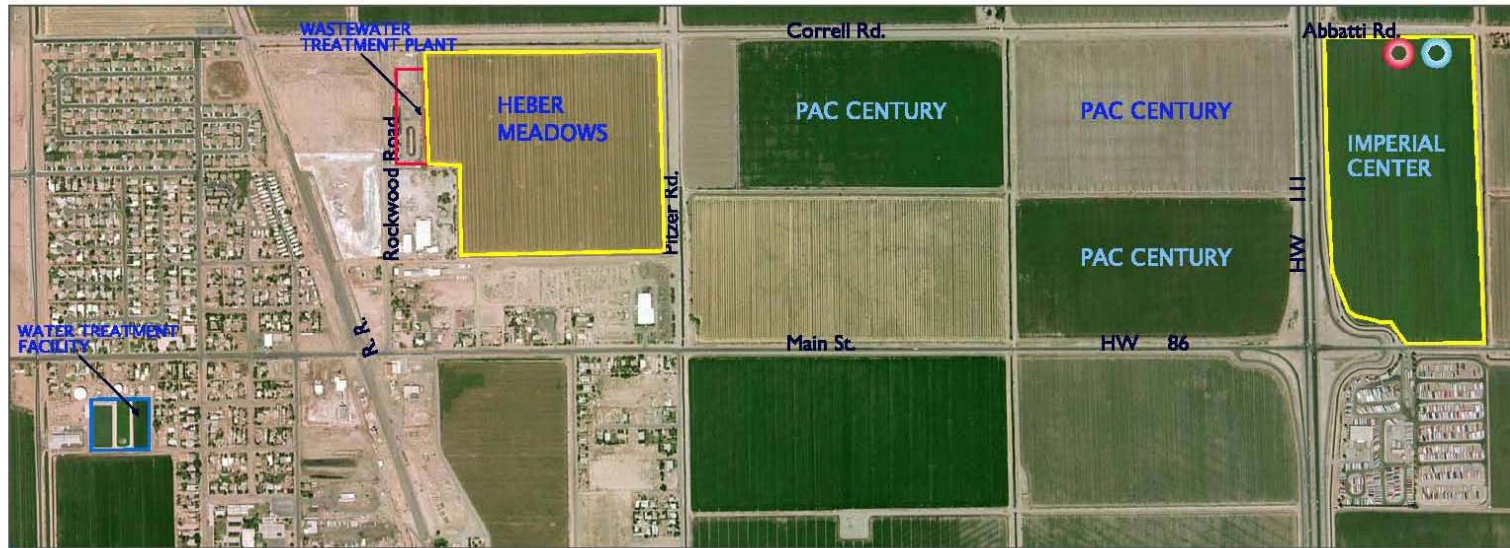 WASTEWATER
TREATMENT PLANT
Correll Rd.
Abbatti Rd.
HEBER
MEADOWS
PAC CENTURY
PAC CENTURY
IMPERIAL
CENTER
Rockwood Road
Pitzer Rd.
HW 111
PAC CENTURY
WATER TREATMENT
FACILITY
R. R.
Main St.
HW 86